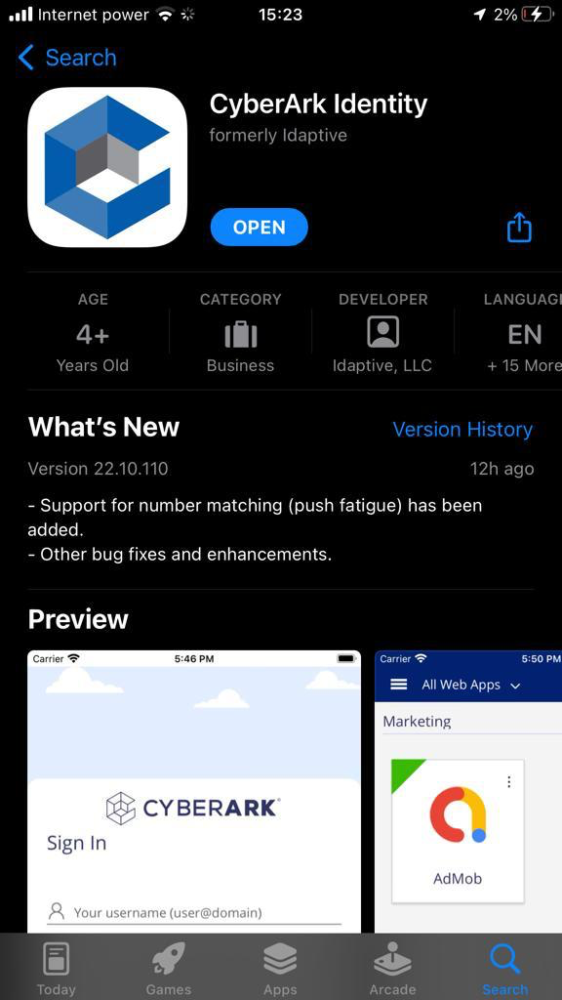 Internet power 15:23 2%
Search
CyberArk Identity
formerly Idaptive
OPEN
AGE CATEGORY DEVELOPER LANGUAG
4+ EN
Years Old Business Idaptive, LLC + 15 More
What's New Version History
Version 22.10.110 12h ago
- Support for number matching (push fatigue) has been
added.
- Other bug fixes and enhancements.
Preview
Carrier 5:46 PM
CYBERARK®
Sign In
Your username (user@domain)
Carrier 5:50 PM
All Web Apps
Marketing
AdMob
Today Games Apps Arcade Search